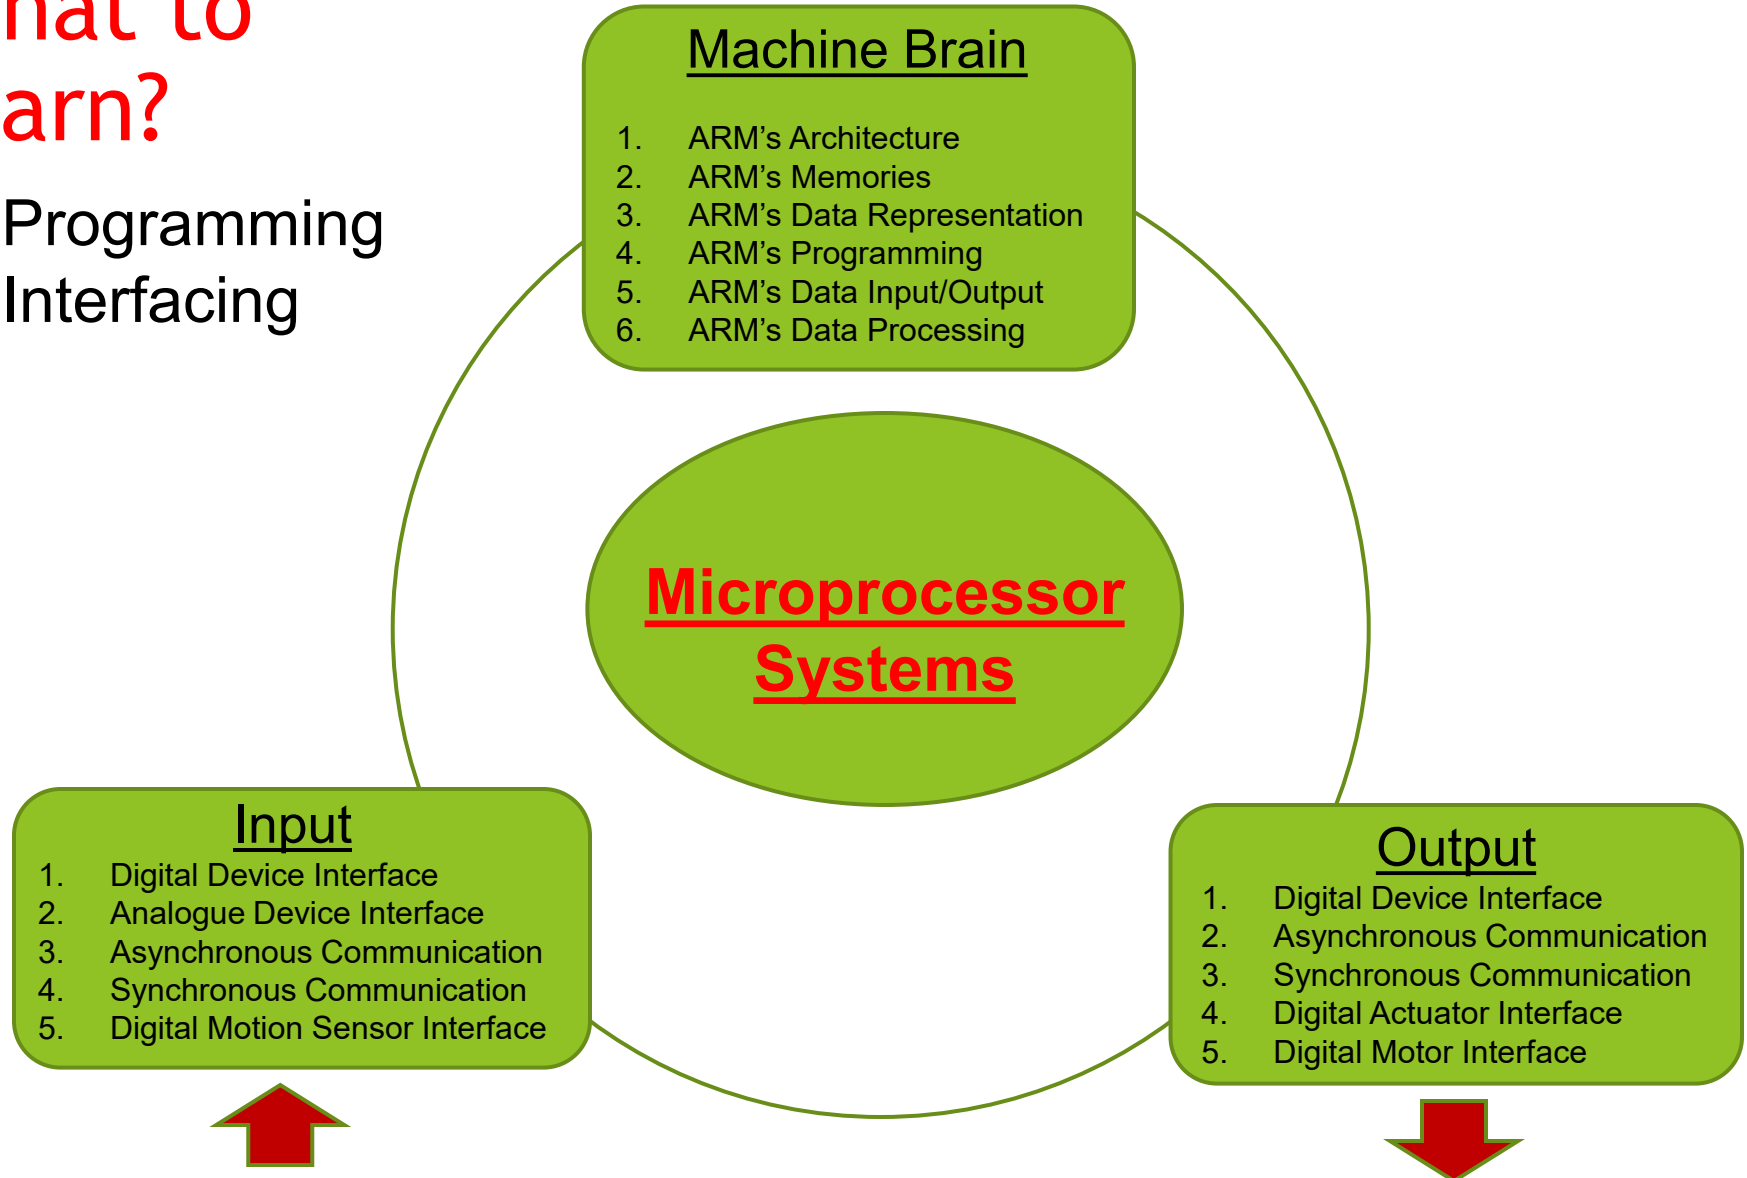 hat to
arn?
Programming
Interfacing
Machine Brain
1. ARM's Architecture
2. ARM's Memories
3. ARM's Data Representation
4. ARM's Programming
5. ARM's Data Input/Output
6. ARM's Data Processing
Microprocessor
Systems
Input
1. Digital Device Interface
2. Analogue Device Interface
3. Asynchronous Communication
4. Synchronous Communication
5. Digital Motion Sensor Interface
Output
1. Digital Device Interface
2. Asynchronous Communication
3. Synchronous Communication
4. Digital Actuator Interface
5. Digital Motor Interface